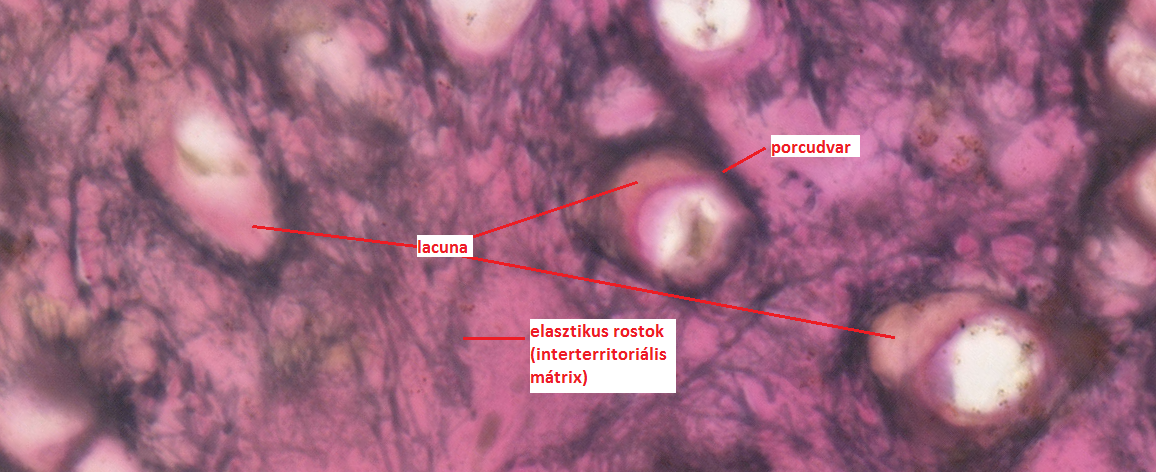 porcudvar
lacuna
elasztikus rostok
(interterritoriális
mátrix)